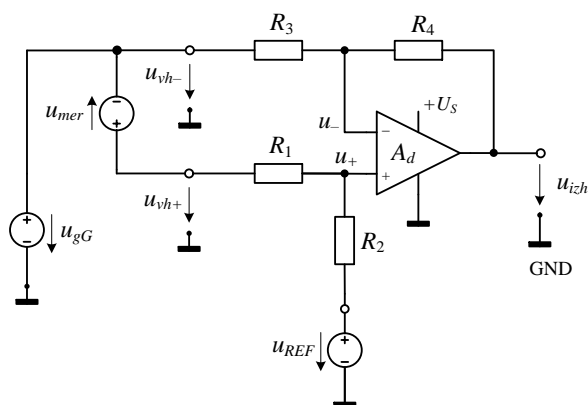 R3 R4
uvh−
umer
u−
+US
−
+
−
+
Ad
R1
u+
uvh+
uizh
ugG
+
−
R2
GND
uREF
+
−